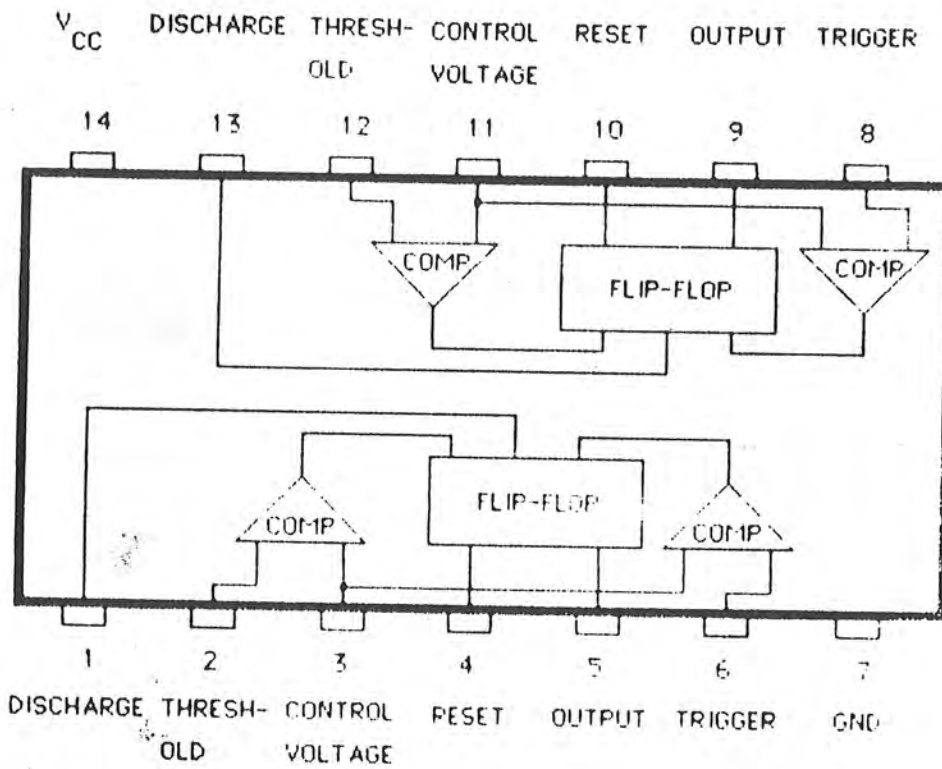 VCC DISCHARGE THRESH- CONTROL RESET OUTPUT TRIGGER
OLD VOLTAGE
14 13 12 11 10 9 8
COMP FLIP-FLOP COMP
COMP FLIP-FLOP COMP
1 2 3 4 5 6 7
DISCHARGE THRESH- CONTROL RESET OUTPUT TRIGGER GND
OLD VOLTAGE